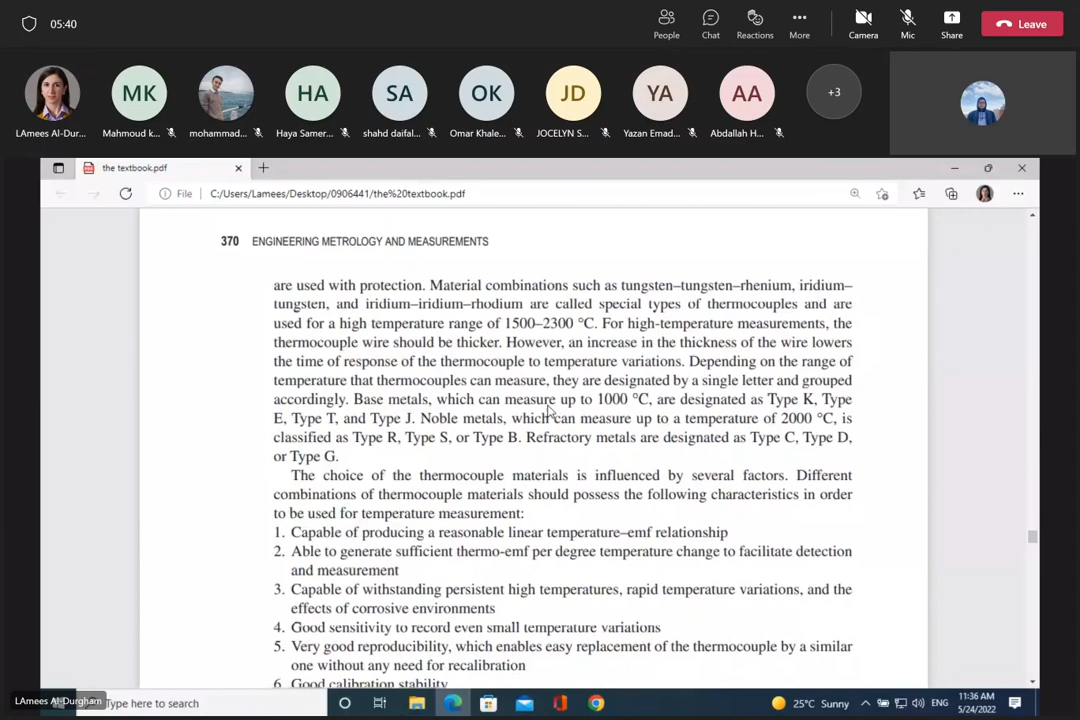 05:40
People
Chat
Reactions
More
Camera
Mic
Share
Leave
MK
HA
SA
OK
JD
YA
AA
+3
LAmees Al-Dur...
Mahmoud k...
mohammad...
Haya Samer...
shahd daifal...
Omar Khale...
JOCELYN S...
Yazan Emad...
Abdallah H...
the textbook.pdf
File
C:/Users/Lamees/Desktop/0906441/the%20textbook.pdf
370 ENGINEERING METROLOGY AND MEASUREMENTS
are used with protection. Material combinations such as tungsten–tungsten–rhenium, iridium–
tungsten, and iridium–iridium–rhodium are called special types of thermocouples and are
used for a high temperature range of 1500–2300 °C. For high-temperature measurements, the
thermocouple wire should be thicker. However, an increase in the thickness of the wire lowers
the time of response of the thermocouple to temperature variations. Depending on the range of
temperature that thermocouples can measure, they are designated by a single letter and grouped
accordingly. Base metals, which can measure up to 1000 °C, are designated as Type K, Type
E, Type T, and Type J. Noble metals, which can measure up to a temperature of 2000 °C, is
classified as Type R, Type S, or Type B. Refractory metals are designated as Type C, Type D,
or Type G.
The choice of the thermocouple materials is influenced by several factors. Different
combinations of thermocouple materials should possess the following characteristics in order
to be used for temperature measurement:
1. Capable of producing a reasonable linear temperature–emf relationship
2. Able to generate sufficient thermo-emf per degree temperature change to facilitate detection
and measurement
3. Capable of withstanding persistent high temperatures, rapid temperature variations, and the
effects of corrosive environments
4. Good sensitivity to record even small temperature variations
5. Very good reproducibility, which enables easy replacement of the thermocouple by a similar
one without any need for recalibration
6. Good calibration stability
LAmees Al-Durgham
Type here to search
25°C Sunny
ENG
11:36 AM
5/24/2022